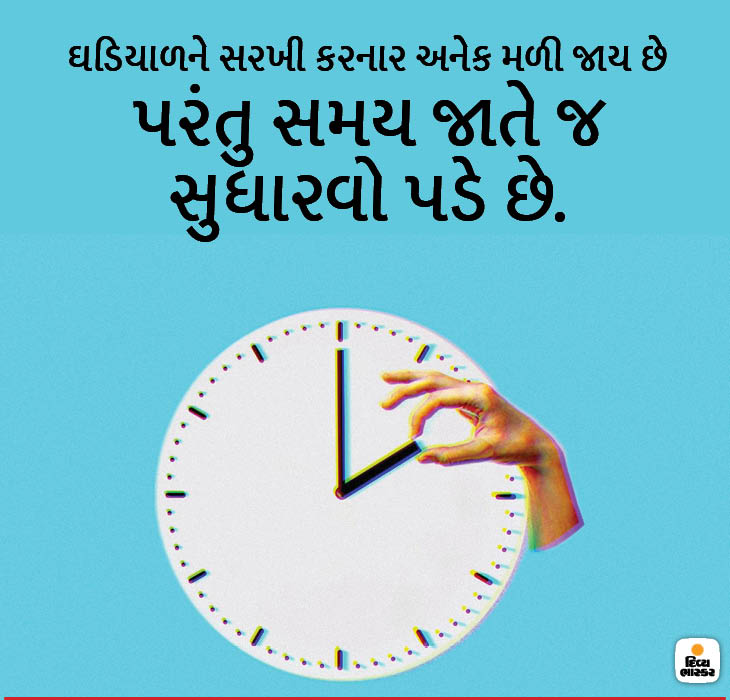 ઘડિયાળને સરખી કરનાર અનેક મળી જાય છે
પરંતુ સમય જાતે જ
સુધારવો પડે છે.
દિવ્ય
ભાસ્કર